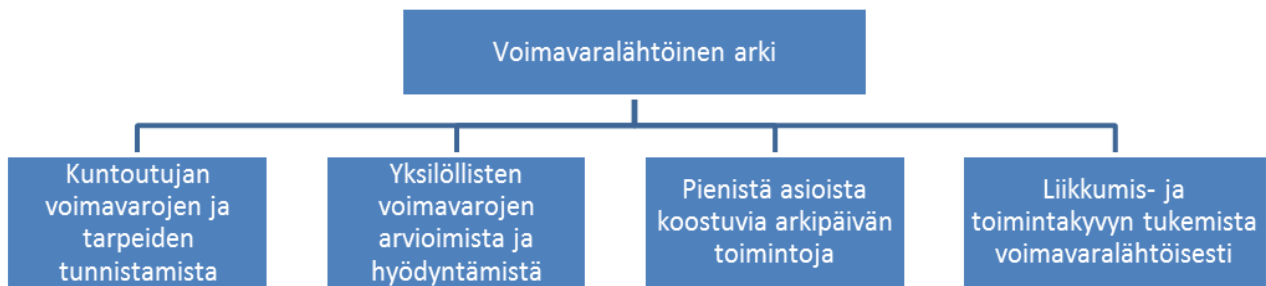 Voimavaralähtöinen arki
Kuntoutujan
voimavarojen ja
tarpeiden
tunnistamista
Yksilöllisten
voimavarojen
arvioimista ja
hyödyntämistä
Pienistä asioista
koostuvia arkipäivän
toimintoja
Liikkumis- ja
toimintakyvyn tukemista
voimavaralähtöisesti